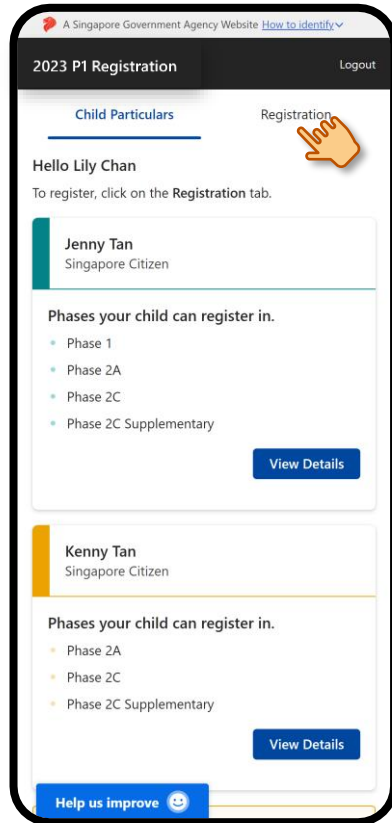 A Singapore Government Agency Website How to identify
2023 P1 Registration
Logout
Child Particulars
Registration
Hello Lily Chan
To register, click on the Registration tab.
Jenny Tan
Singapore Citizen
Phases your child can register in.
Phase 1
Phase 2A
Phase 2C
Phase 2C Supplementary
View Details
Kenny Tan
Singapore Citizen
Phases your child can register in.
Phase 2A
Phase 2C
Phase 2C Supplementary
View Details
Help us improve